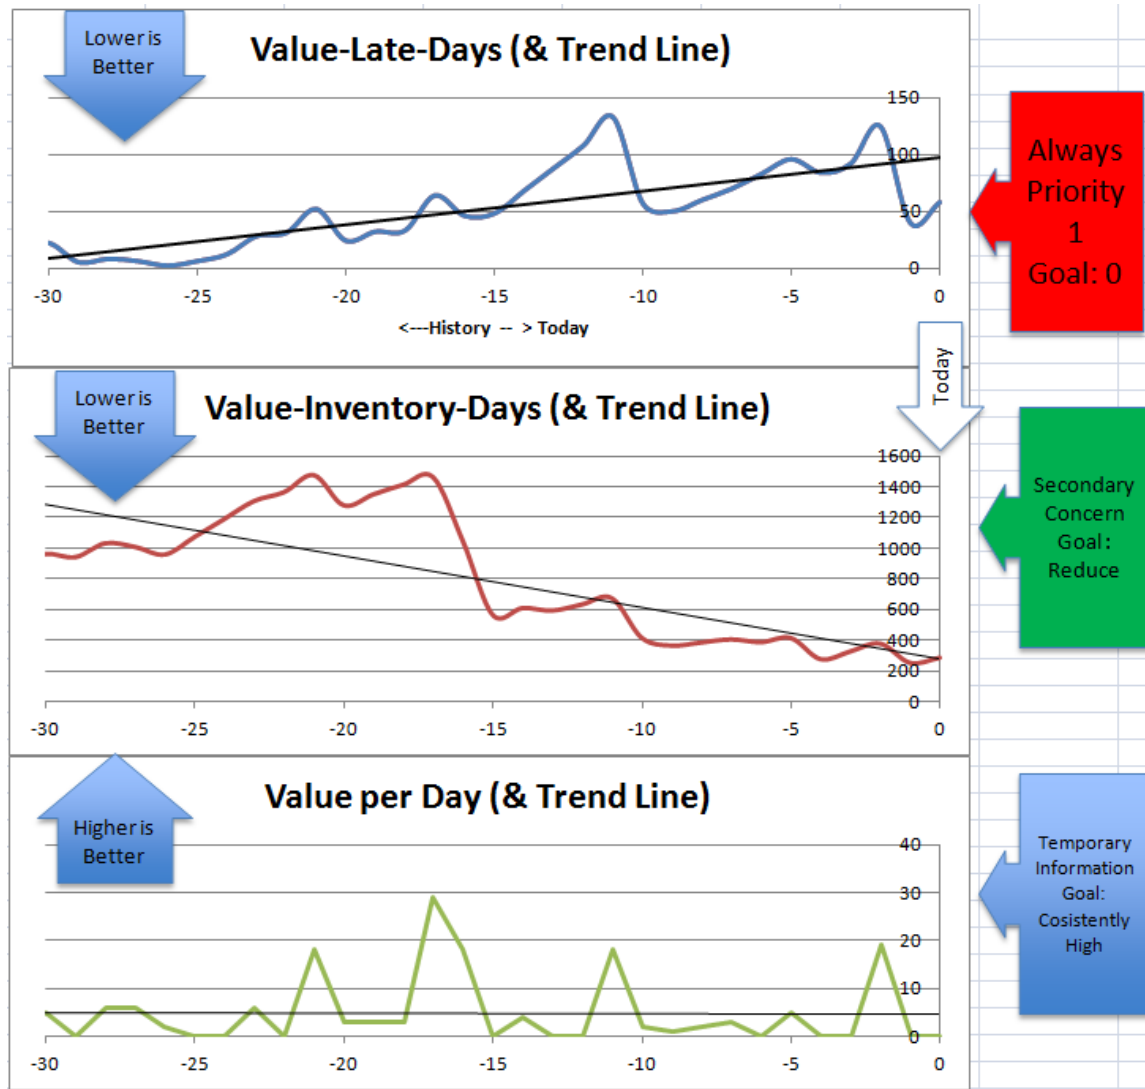 Lower is
Better
Value-Late-Days (& Trend Line)
150
100
50
0
-30
-25
-20
-15
-10
-5
0
<---History -- > Today
Always
Priority
1
Goal: 0
Today
Lower is
Better
Value-Inventory-Days (& Trend Line)
1600
1400
1200
1000
800
600
400
200
0
-30
-25
-20
-15
-10
-5
0
Secondary
Concern
Goal:
Reduce
Higher is
Better
Value per Day (& Trend Line)
40
30
20
10
0
-30
-25
-20
-15
-10
-5
0
Temporary
Information
Goal:
Cosistently
High